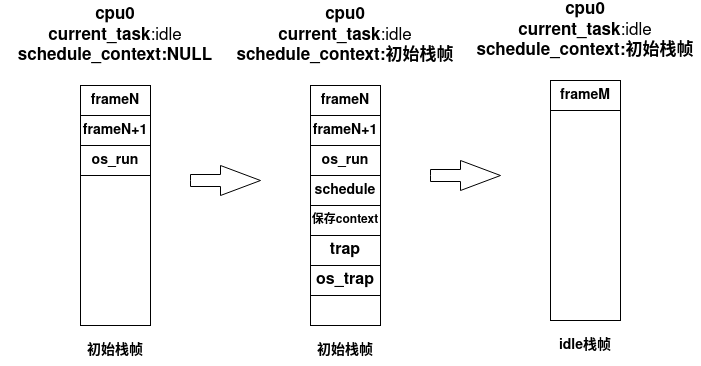 cpu0
current_task:idle
schedule_context:NULL
frameN
frameN+1
os_run
初始栈帧
cpu0
current_task:idle
schedule_context:初始栈帧
frameN
frameN+1
os_run
schedule
保存context
trap
os_trap
初始栈帧
cpu0
current_task:idle
schedule_context:初始栈帧
frameM
idle栈帧